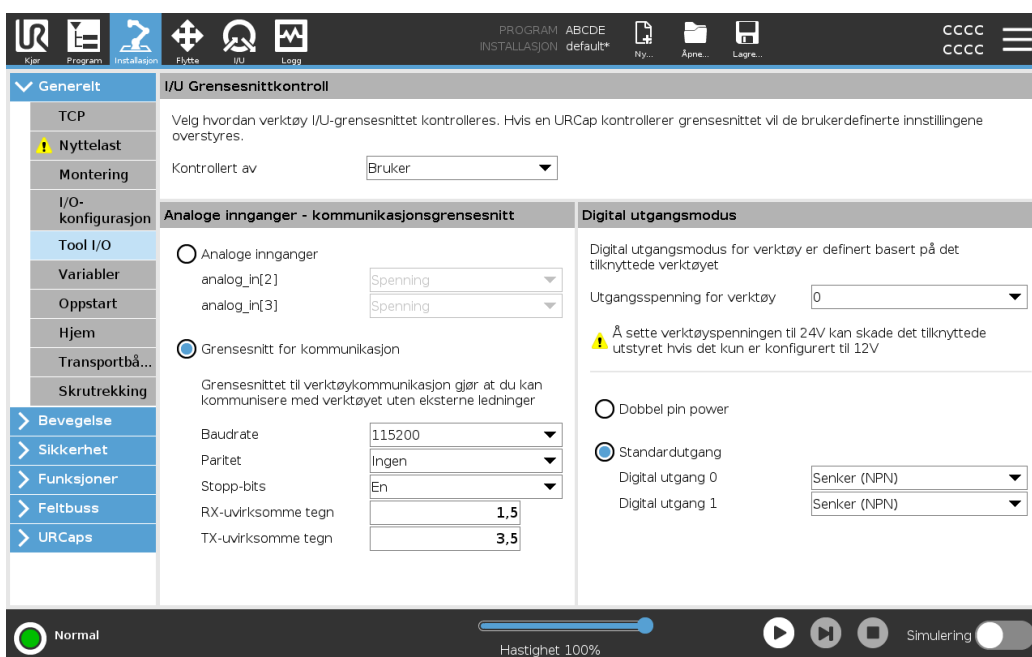 UR
PROGRAM ABCDE
INSTALLASJON default*
CCCC
CCCC
Kjør
Program
Installasjon
Flytte
I/U
Logg
Ny...
Åpne...
Lagre...
Generelt
TCP
Nyttelast
Montering
I/O-
konfigurasjon
Tool I/O
Variabler
Oppstart
Hjem
Transportbå...
Skrutrekking
Bevegelse
Sikkerhet
Funksjoner
Feltbuss
URCaps
I/U Grensesnittkontroll
Velg hvordan verktøy I/U-grensesnittet kontrolleres. Hvis en URCap kontrollerer grensesnittet vil de brukerdefinerte innstillingene
overstyres.
Kontrollert av Bruker
Analoge innganger - kommunikasjonsgrensesnitt
Analoge innganger
analog_in[2] Spenning
analog_in[3] Spenning
Grensesnitt for kommunikasjon
Grensesnittet til verktøykommunikasjon gjør at du kan
kommunisere med verktøyet uten eksterne ledninger
Baudrate 115200
Paritet Ingen
Stopp-bits En
RX-uvirksomme tegn 1,5
TX-uvirksomme tegn 3,5
Digital utgangsmodus
Digital utgangsmodus for verktøy er definert basert på det
tilknyttede verktøyet
Utgangsspenning for verktøy 0
Å sette verktøyspenningen til 24V kan skade det tilknyttede
utstyret hvis det kun er konfigurert til 12V
Dobbel pin power
Standardutgang
Digital utgang 0 Senker (NPN)
Digital utgang 1 Senker (NPN)
Normal
Hastighet 100%
Simulering